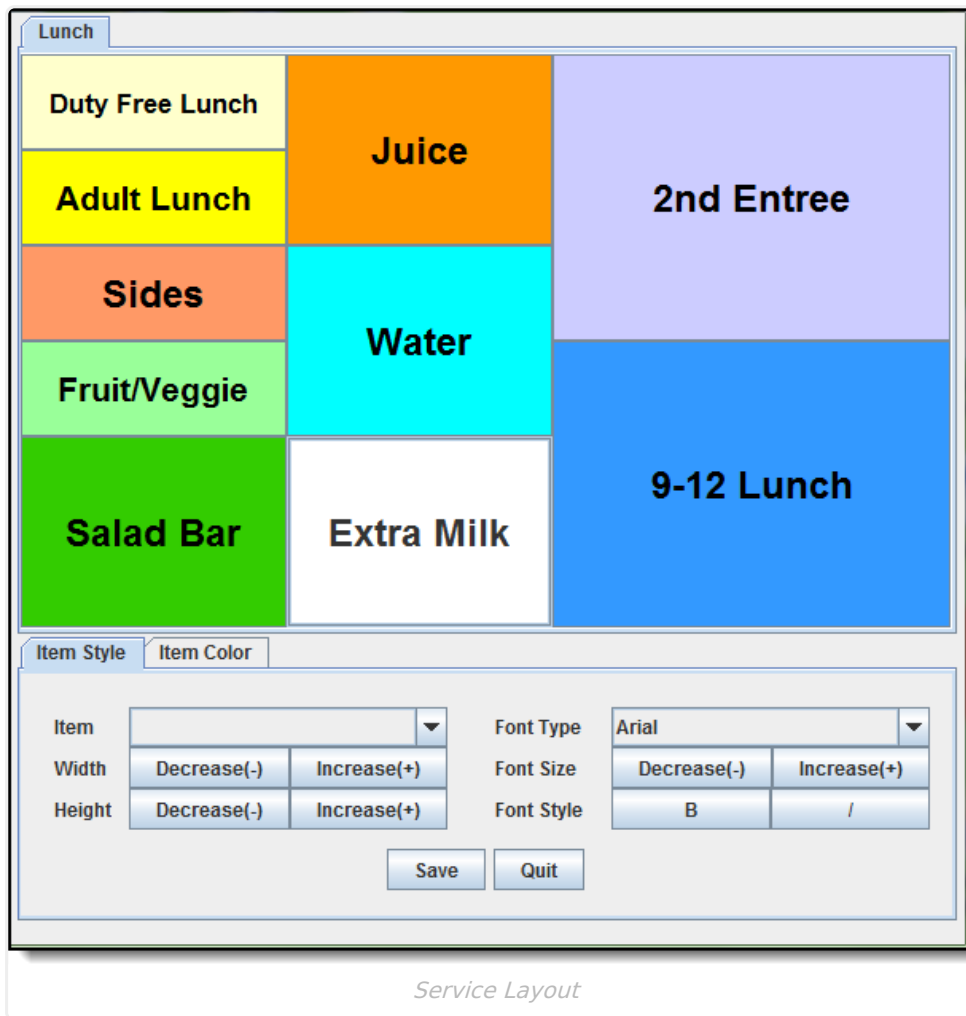 Lunch
Duty Free Lunch
Adult Lunch
Sides
Fruit/Veggie
Salad Bar
Juice
Water
Extra Milk
2nd Entree
9-12 Lunch
Item Style Item Color
Item Font Type Arial
Width Decrease(-) Increase(+) Font Size Decrease(-) Increase(+)
Height Decrease(-) Increase(+) Font Style B /
Save Quit
Service Layout